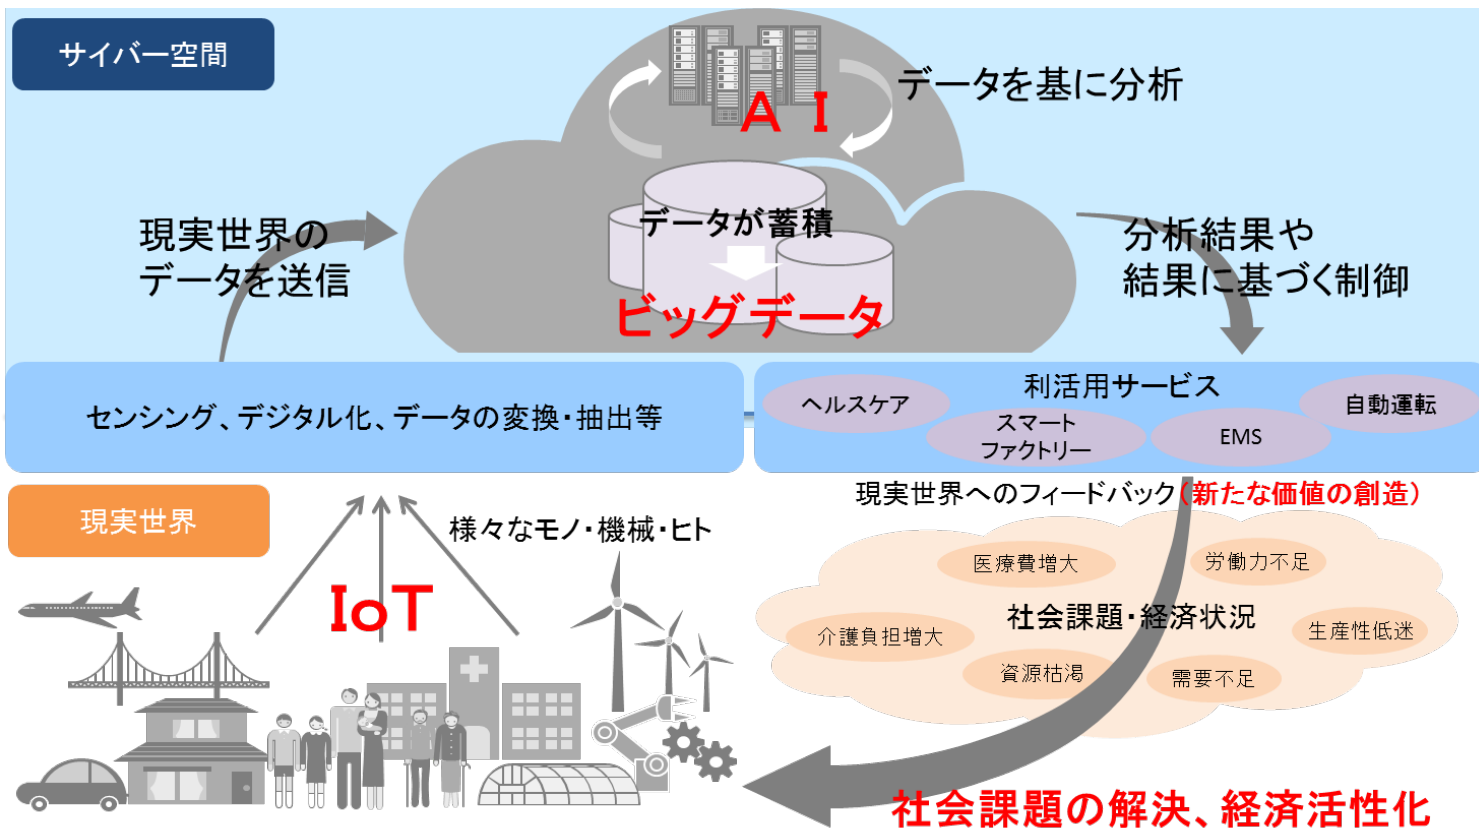 サイバー空間
データを基に分析
ＡＩ
現実世界の
データを送信
データが蓄積
ビッグデータ
分析結果や
結果に基づく制御
センシング、デジタル化、データの変換・抽出等
利活用サービス
ヘルスケア
スマート
ファクトリー
EMS
自動運転
現実世界
様々なモノ・機械・ヒト
IoT
現実世界へのフィードバック（新たな価値の創造）
医療費増大
労働力不足
社会課題・経済状況
介護負担増大
生産性低迷
資源枯渇
需要不足
社会課題の解決、経済活性化